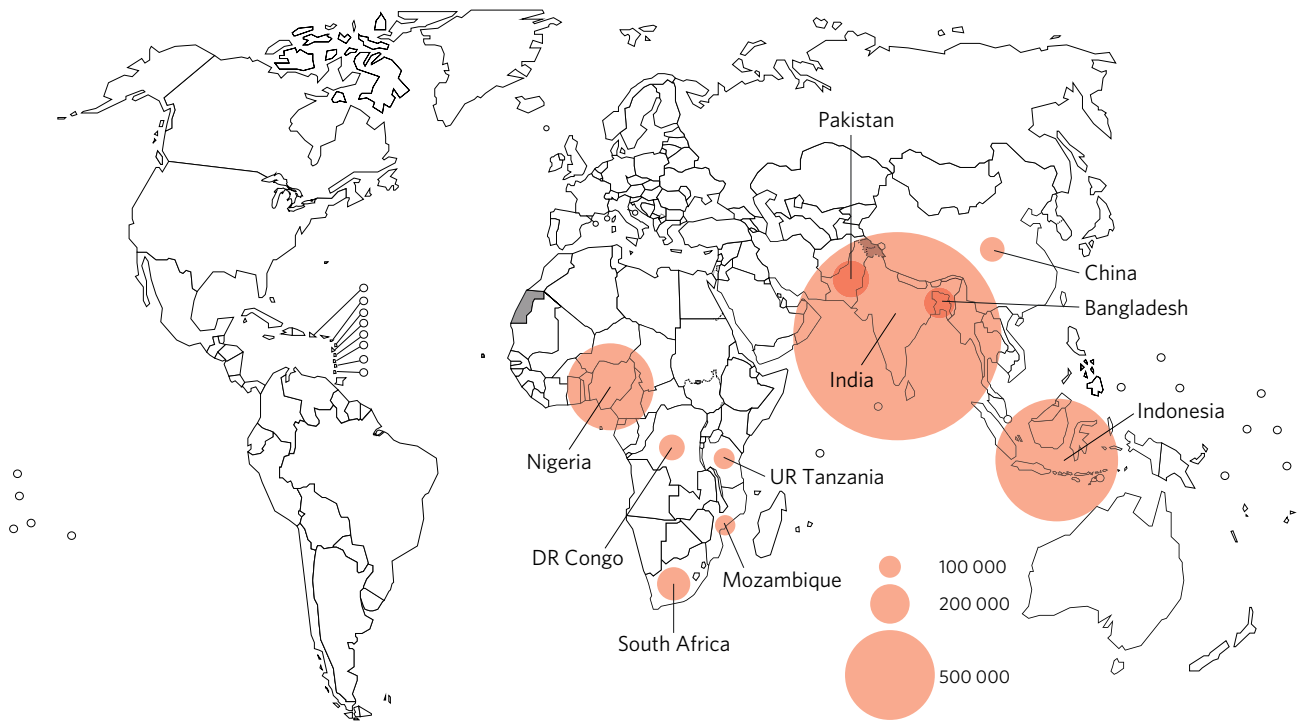 Pakistan
China
Bangladesh
India
Indonesia
Nigeria
UR Tanzania
DR Congo
Mozambique
South Africa
100 000
200 000
500 000